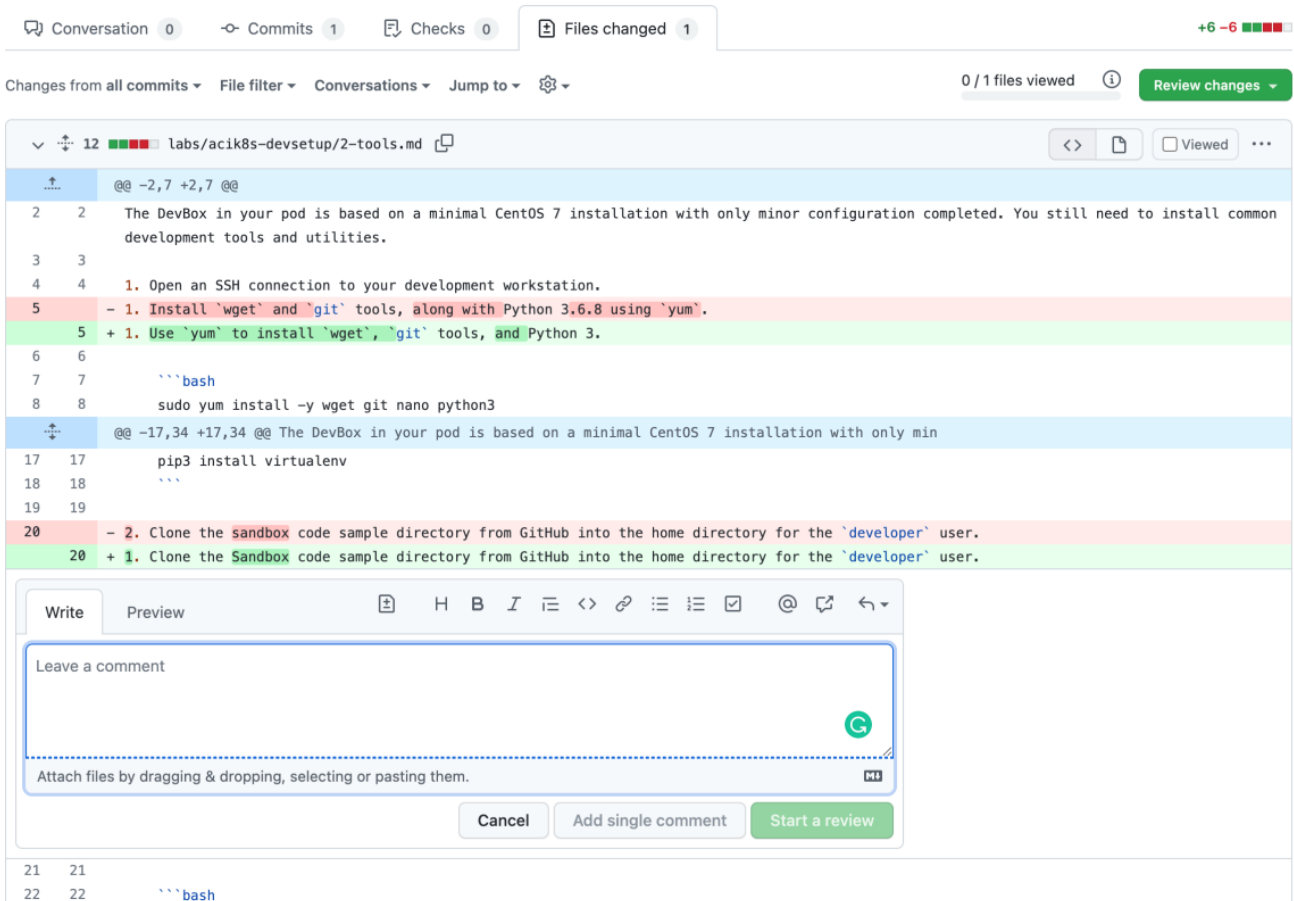 Conversation 0 Commits 1 Checks 0 Files changed 1 +6 −6
Changes from all commits File filter Conversations Jump to 0 / 1 files viewed Review changes
12 labs/acik8s-devsetup/2-tools.md Viewed
@@ -2,7 +2,7 @@
2 2 The DevBox in your pod is based on a minimal CentOS 7 installation with only minor configuration completed. You still need to install common
development tools and utilities.
3 3
4 4 1. Open an SSH connection to your development workstation.
5 - 1. Install `wget` and `git` tools, along with Python 3.6.8 using `yum`.
5 + 1. Use `yum` to install `wget`, `git` tools, and Python 3.
6 6
7 7 ```bash
8 8 sudo yum install -y wget git nano python3
@@ -17,34 +17,34 @@ The DevBox in your pod is based on a minimal CentOS 7 installation with only min
17 17 pip3 install virtualenv
18 18 ```
19 19
20 - 2. Clone the sandbox code sample directory from GitHub into the home directory for the `developer` user.
20 + 1. Clone the Sandbox code sample directory from GitHub into the home directory for the `developer` user.
Write Preview
Leave a comment
Attach files by dragging & dropping, selecting or pasting them.
Cancel Add single comment Start a review
21 21
22 22 ```bash